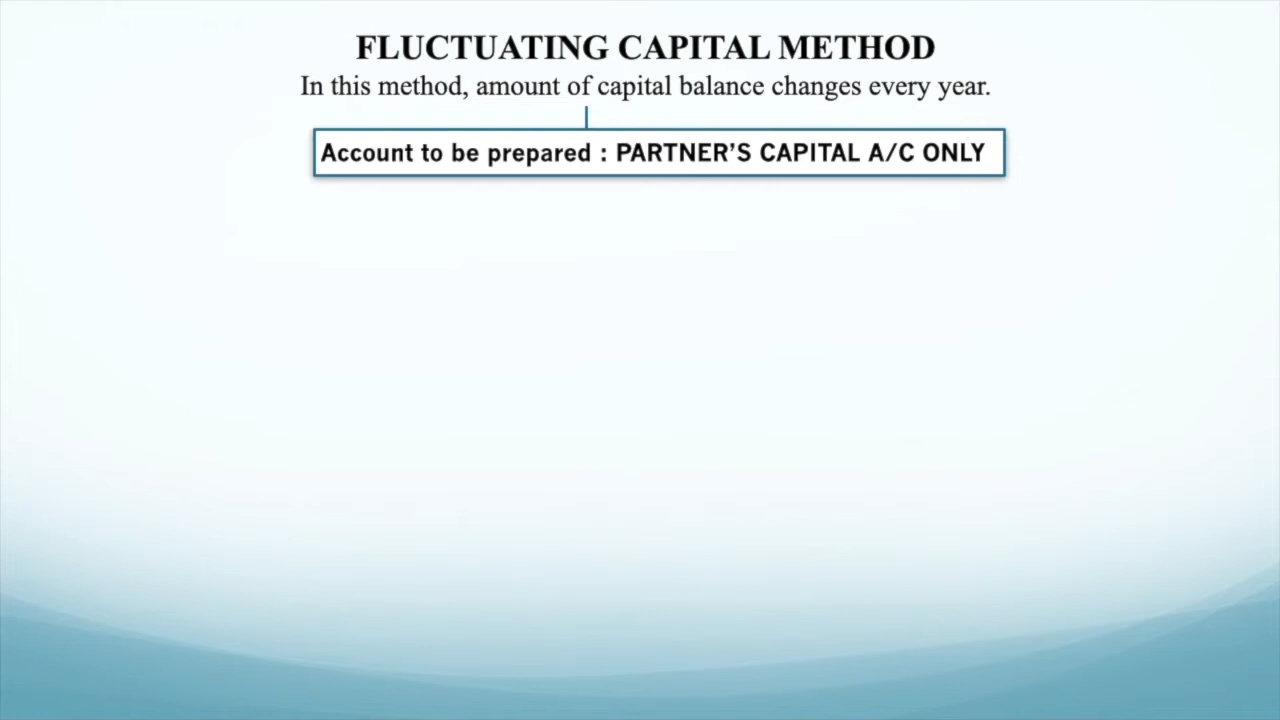 FLUCTUATING CAPITAL METHOD
In this method, amount of capital balance changes every year.
Account to be prepared : PARTNER’S CAPITAL A/C ONLY